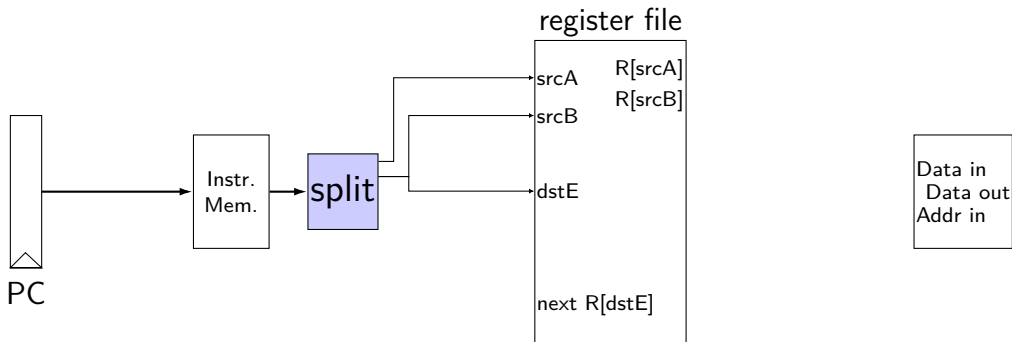 register file
srcA
R[srcA]
R[srcB]
srcB
Instr.
Mem.
split
dstE
Data in
Data out
Addr in
PC
next R[dstE]